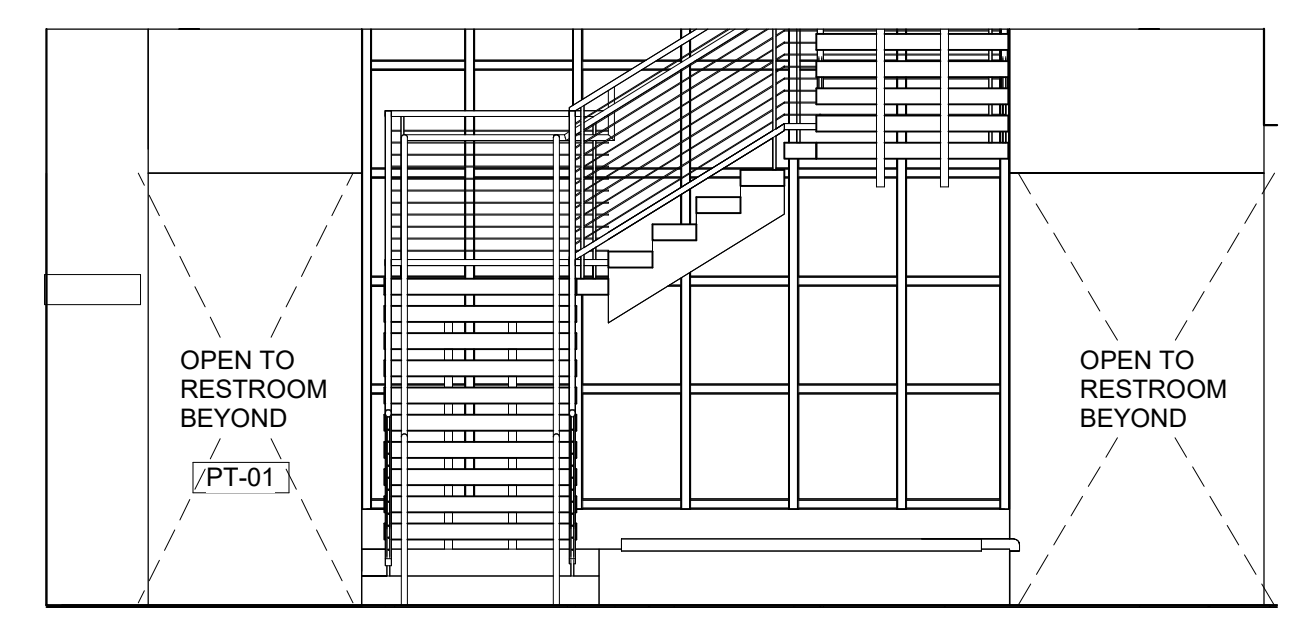 OPEN TO
RESTROOM
BEYOND
PT-01
OPEN TO
RESTROOM
BEYOND